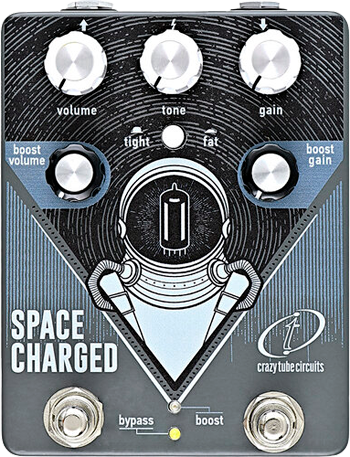 volume
tone
gain
tight
fat
boost
volume
boost
gain
SPACE
CHARGED
ct
crazy tube circuits
bypass
boost